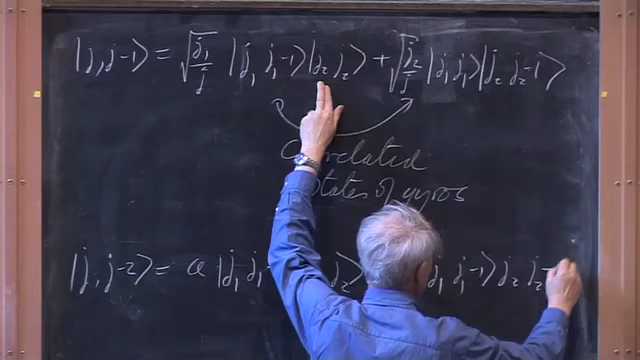 |j, j-1> = √(j₁/j) |j₁ j₁-1>|j₂ j₂> + √(j₂/j) |j₁ j₁>|j₂ j₂-1>
Correlated
States of gyros
|j, j-2> = a |j₁ j₁- j₂> j₁ j₁-1> j₂ j₂-